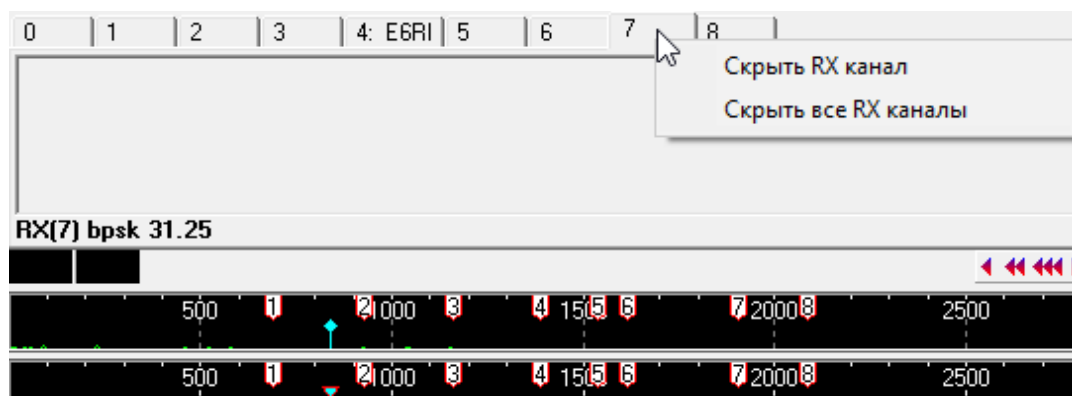 0 1 2 3 4: E6RI 5 6 7 8
Скрыть RX канал
Скрыть все RX каналы
RX(7) bpsk 31.25
500 1 2 1000 3 4 1500 5 6 7 2000 8 2500
500 1 2 1000 3 4 1500 5 6 7 2000 8 2500